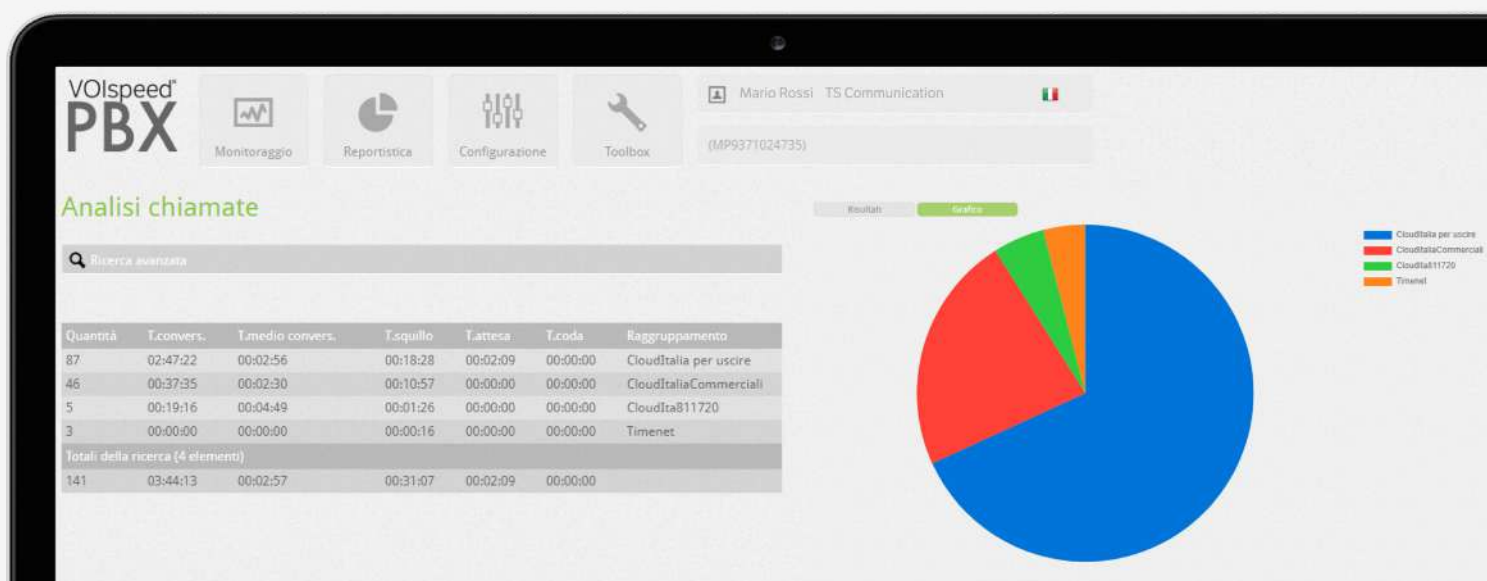 VOIspeed®
PBX
Monitoraggio
Reportistica
Configurazione
Toolbox
Mario Rossi TS Communication
(MP9371024735)
Analisi chiamate
Risultati Grafico
Ricerca avanzata
Quantità T.convers. T.medio convers. T.squillo T.attesa T.coda Raggruppamento
87 02:47:22 00:02:56 00:18:28 00:02:09 00:00:00 CloudItalia per uscire
46 00:37:35 00:02:30 00:10:57 00:00:00 00:00:00 CloudItaliaCommerciali
5 00:19:16 00:04:49 00:01:26 00:00:00 00:00:00 CloudIta811720
3 00:00:00 00:00:00 00:00:16 00:00:00 00:00:00 Timenet
Totali della ricerca (4 elementi)
141 03:44:13 00:02:57 00:31:07 00:02:09 00:00:00
CloudItalia per uscire
CloudItaliaCommerciali
CloudIta811720
Timenet